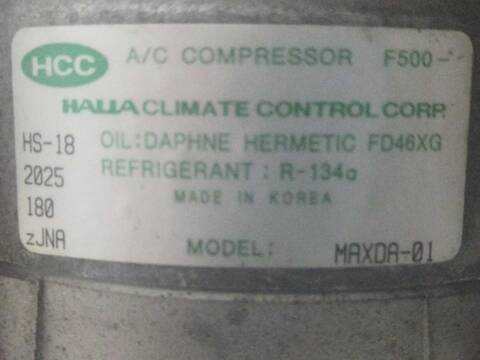 HCC A/C COMPRESSOR F500-
HALLA CLIMATE CONTROL CORP.
HS-18 OIL:DAPHNE HERMETIC FD46XG
2025 REFRIGERANT : R-134a
180 MADE IN KOREA
zJNA MODEL: MAXDA-01